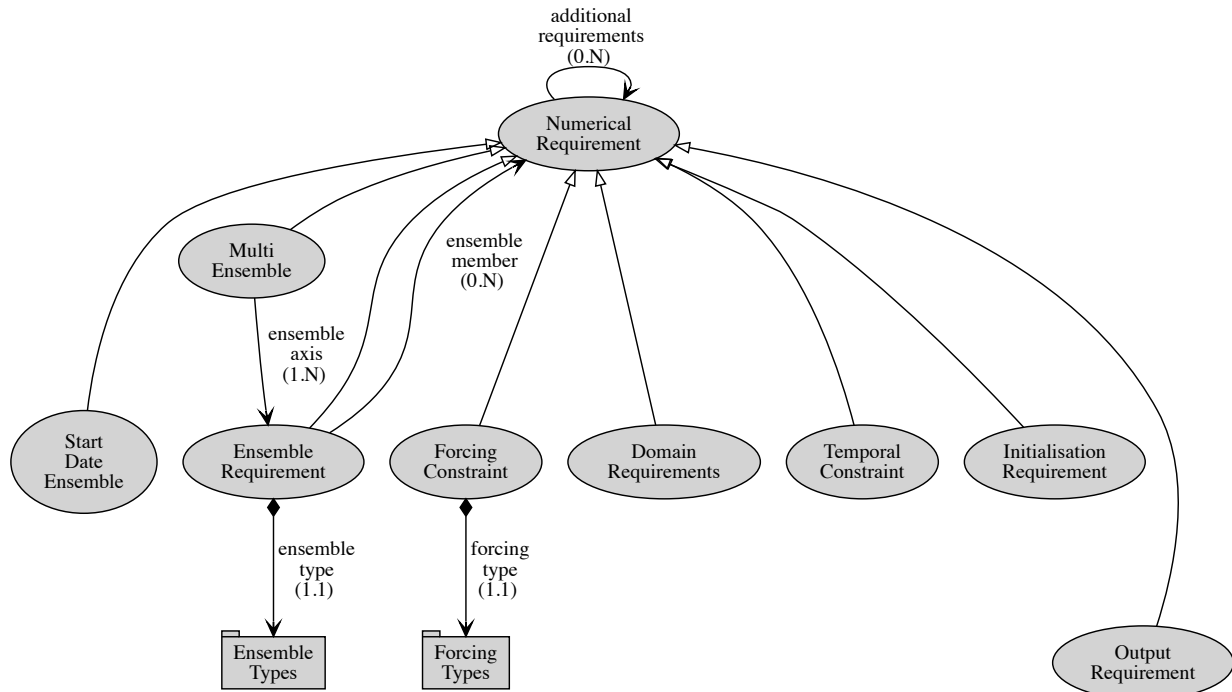 additional
requirements
(0.N)
Numerical
Requirement
Multi
Ensemble
ensemble
member
(0.N)
ensemble
axis
(1.N)
Start
Date
Ensemble
Ensemble
Requirement
Forcing
Constraint
Domain
Requirements
Temporal
Constraint
Initialisation
Requirement
ensemble
type
(1.1)
forcing
type
(1.1)
Ensemble
Types
Forcing
Types
Output
Requirement